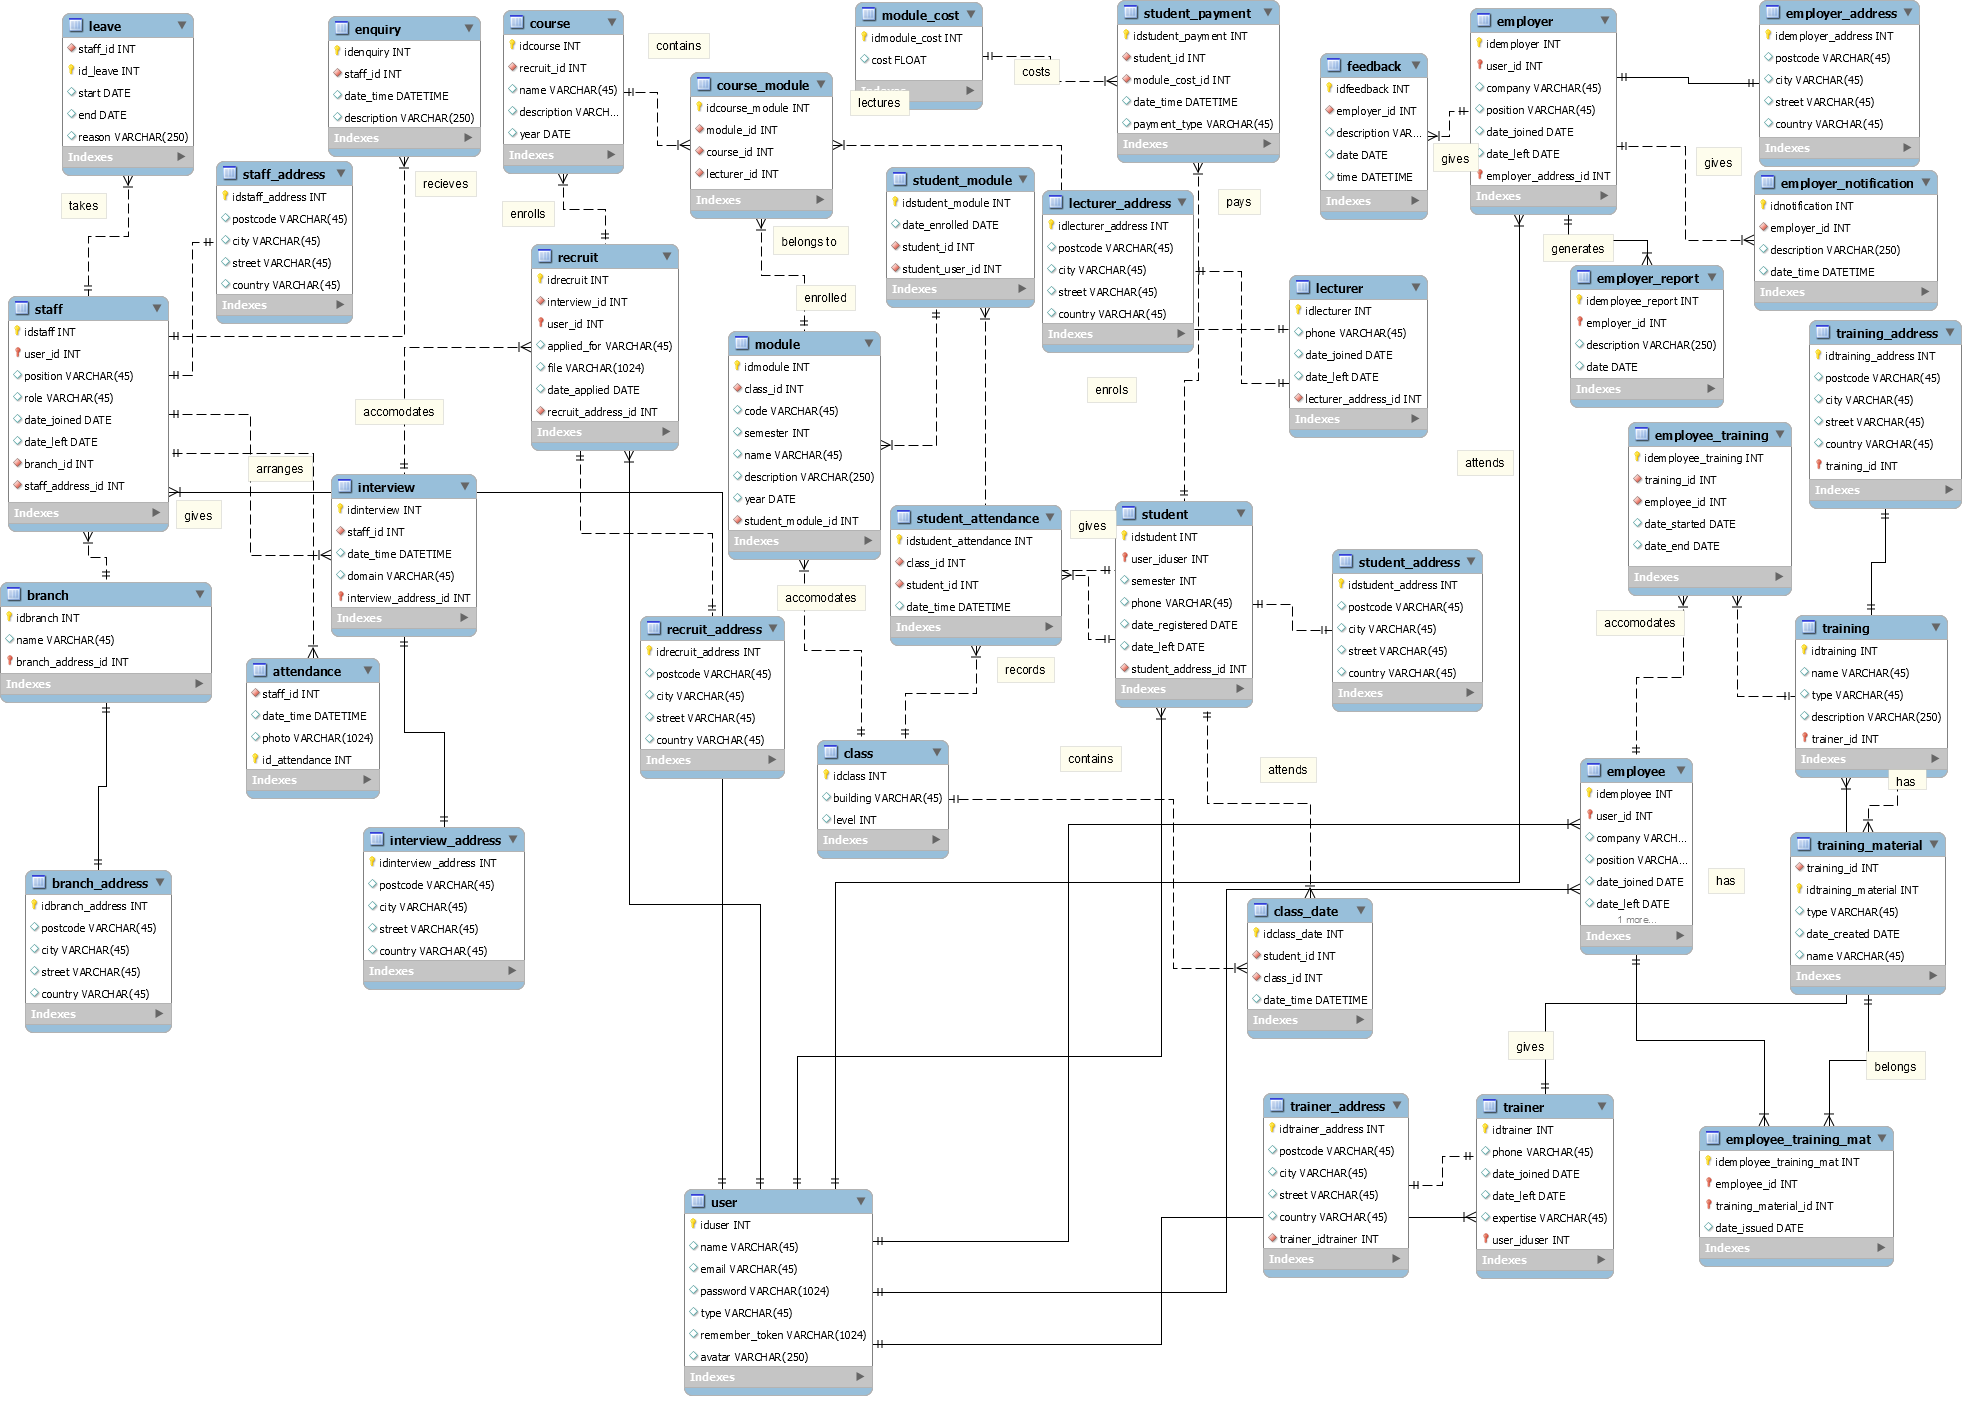 leave
staff_id INT
id_leave INT
start DATE
end DATE
reason VARCHAR(250)
Indexes
takes
enquiry
idenquiry INT
staff_id INT
date_time DATETIME
description VARCHAR(250)
Indexes
recieves
staff_address
idstaff_address INT
postcode VARCHAR(45)
city VARCHAR(45)
street VARCHAR(45)
country VARCHAR(45)
Indexes
course
idcourse INT
recruit_id INT
name VARCHAR(45)
description VARCH...
year DATE
Indexes
contains
enrolls
course_module
idcourse_module INT
module_id INT
course_id INT
lecturer_id INT
Indexes
belongs to
module_cost
idmodule_cost INT
cost FLOAT
Indexes
lectures
costs
student_payment
idstudent_payment INT
student_id INT
module_cost_id INT
date_time DATETIME
payment_type VARCHAR(45)
Indexes
pays
feedback
idfeedback INT
employer_id INT
description VAR...
date DATE
time DATETIME
Indexes
gives
employer
idemployer INT
user_id INT
company VARCHAR(45)
position VARCHAR(45)
date_joined DATE
date_left DATE
employer_address_id INT
Indexes
employer_address
idemployer_address INT
postcode VARCHAR(45)
city VARCHAR(45)
street VARCHAR(45)
country VARCHAR(45)
Indexes
gives
employer_notification
idnotification INT
employer_id INT
description VARCHAR(250)
date_time DATETIME
Indexes
generates
employer_report
idemployee_report INT
employer_id INT
description VARCHAR(250)
date DATE
Indexes
student_module
idstudent_module INT
date_enrolled DATE
student_id INT
student_user_id INT
Indexes
lecturer_address
idlecturer_address INT
postcode VARCHAR(45)
city VARCHAR(45)
street VARCHAR(45)
country VARCHAR(45)
Indexes
lecturer
idlecturer INT
phone VARCHAR(45)
date_joined DATE
date_left DATE
lecturer_address_id INT
Indexes
enrols
attends
staff
idstaff INT
user_id INT
position VARCHAR(45)
role VARCHAR(45)
date_joined DATE
date_left DATE
branch_id INT
staff_address_id INT
Indexes
gives
arranges
accomodates
recruit
idrecruit INT
interview_id INT
user_id INT
applied_for VARCHAR(45)
file VARCHAR(1024)
date_applied DATE
recruit_address_id INT
Indexes
enrolled
module
idmodule INT
class_id INT
code VARCHAR(45)
semester INT
name VARCHAR(45)
description VARCHAR(250)
year DATE
student_module_id INT
Indexes
accomodates
interview
idinterview INT
staff_id INT
date_time DATETIME
domain VARCHAR(45)
interview_address_id INT
Indexes
training_address
idtraining_address INT
postcode VARCHAR(45)
city VARCHAR(45)
street VARCHAR(45)
country VARCHAR(45)
training_id INT
Indexes
employee_training
idemployee_training INT
training_id INT
employee_id INT
date_started DATE
date_end DATE
Indexes
accomodates
student_attendance
idstudent_attendance INT
class_id INT
student_id INT
date_time DATETIME
Indexes
gives
records
student
idstudent INT
user_iduser INT
semester INT
phone VARCHAR(45)
date_registered DATE
date_left DATE
student_address_id INT
Indexes
student_address
idstudent_address INT
postcode VARCHAR(45)
city VARCHAR(45)
street VARCHAR(45)
country VARCHAR(45)
Indexes
branch
idbranch INT
name VARCHAR(45)
branch_address_id INT
Indexes
attendance
staff_id INT
date_time DATETIME
photo VARCHAR(1024)
id_attendance INT
Indexes
recruit_address
idrecruit_address INT
postcode VARCHAR(45)
city VARCHAR(45)
street VARCHAR(45)
country VARCHAR(45)
Indexes
training
idtraining INT
name VARCHAR(45)
type VARCHAR(45)
description VARCHAR(250)
trainer_id INT
Indexes
has
class
idclass INT
building VARCHAR(45)
level INT
Indexes
contains
attends
employee
idemployee INT
user_id INT
company VARCH...
position VARCHA...
date_joined DATE
date_left DATE
1 more...
Indexes
has
training_material
training_id INT
idtraining_material INT
type VARCHAR(45)
date_created DATE
name VARCHAR(45)
Indexes
interview_address
idinterview_address INT
postcode VARCHAR(45)
city VARCHAR(45)
street VARCHAR(45)
country VARCHAR(45)
Indexes
branch_address
idbranch_address INT
postcode VARCHAR(45)
city VARCHAR(45)
street VARCHAR(45)
country VARCHAR(45)
Indexes
class_date
idclass_date INT
student_id INT
class_id INT
date_time DATETIME
Indexes
gives
belongs
trainer_address
idtrainer_address INT
postcode VARCHAR(45)
city VARCHAR(45)
street VARCHAR(45)
country VARCHAR(45)
trainer_idtrainer INT
Indexes
trainer
idtrainer INT
phone VARCHAR(45)
date_joined DATE
date_left DATE
expertise VARCHAR(45)
user_iduser INT
Indexes
employee_training_mat
idemployee_training_mat INT
employee_id INT
training_material_id INT
date_issued DATE
Indexes
user
iduser INT
name VARCHAR(45)
email VARCHAR(45)
password VARCHAR(1024)
type VARCHAR(45)
remember_token VARCHAR(1024)
avatar VARCHAR(250)
Indexes